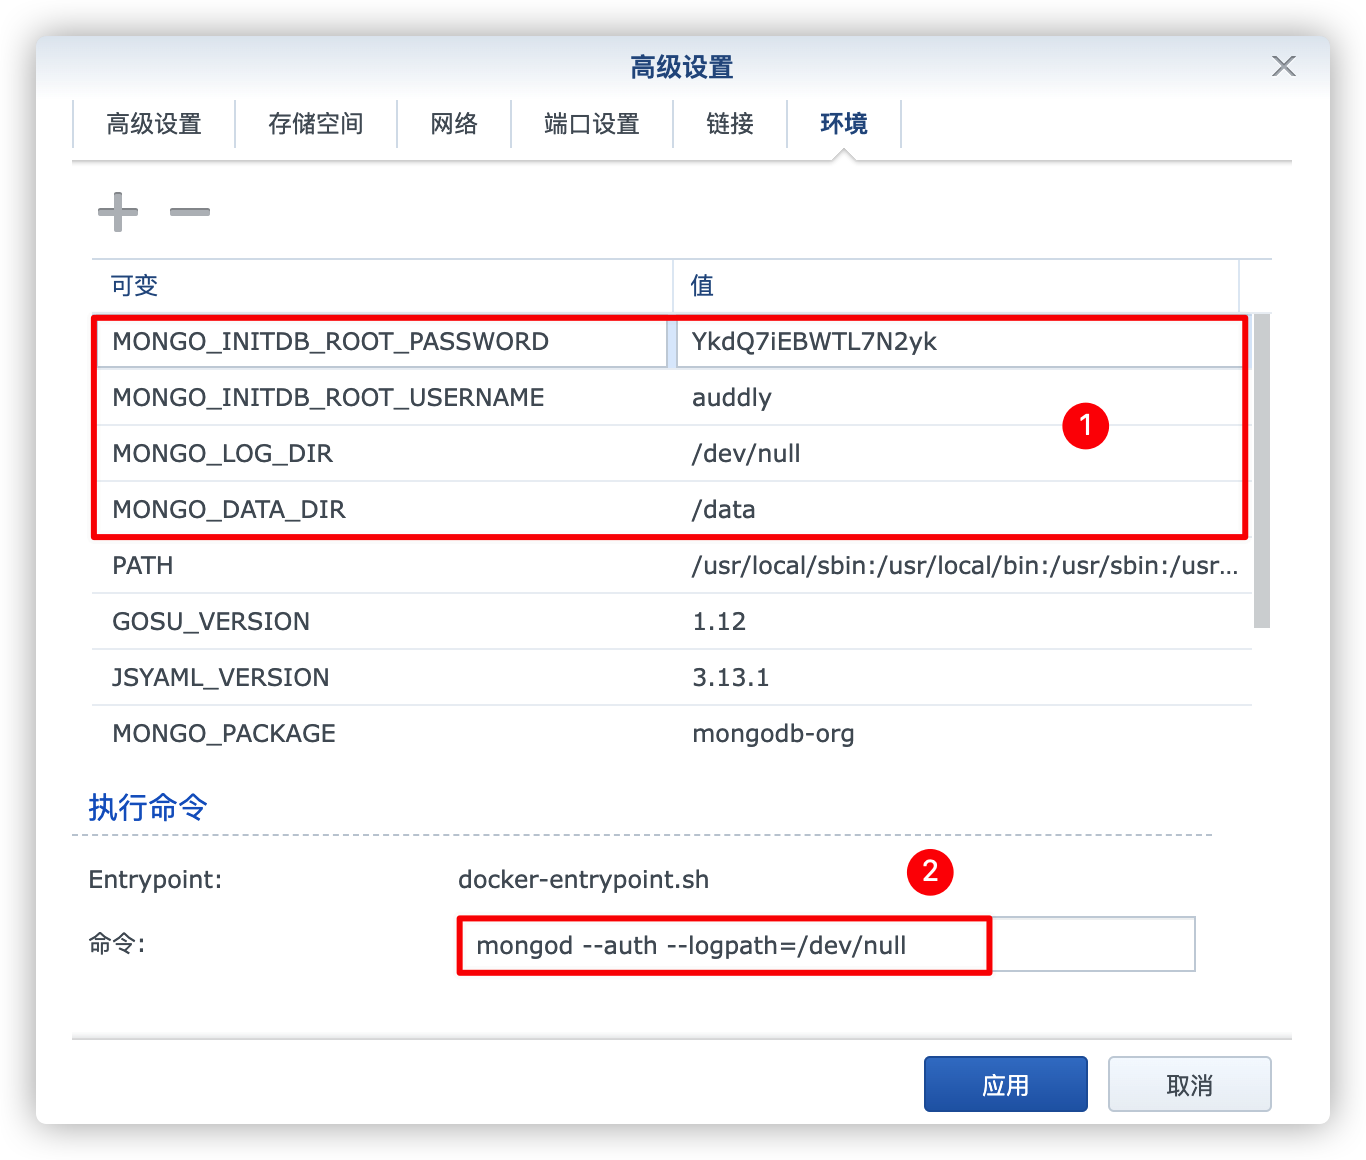 高级设置
高级设置 存储空间 网络 端口设置 链接 环境
可变 值
MONGO_INITDB_ROOT_PASSWORD YkdQ7iEBWTL7N2yk
MONGO_INITDB_ROOT_USERNAME auddly
1
MONGO_LOG_DIR /dev/null
MONGO_DATA_DIR /data
PATH /usr/local/sbin:/usr/local/bin:/usr/sbin:/usr...
GOSU_VERSION 1.12
JSYAML_VERSION 3.13.1
MONGO_PACKAGE mongodb-org
执行命令
2
Entrypoint: docker-entrypoint.sh
命令: mongod --auth --logpath=/dev/null
应用 取消